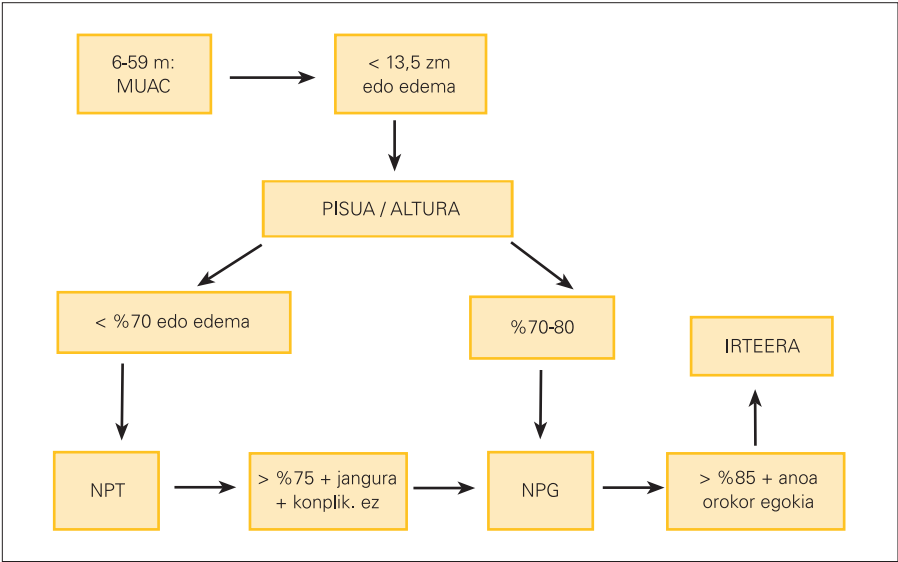 6-59 m:
MUAC
< 13,5 zm
edo edema
PISUA / ALTURA
< %70 edo edema
%70-80
IRTEERA
NPT
> %75 + jangura
+ konplik. ez
NPG
> %85 + anoa
orokor egokia